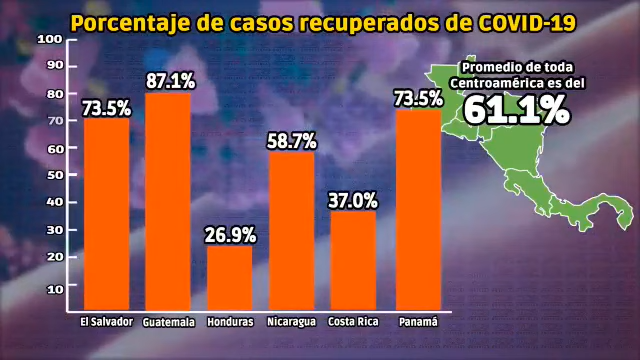 Porcentaje de casos recuperados de COVID-19
100
90
80
70
60
50
40
30
20
10
73.5%
87.1%
26.9%
58.7%
37.0%
73.5%
El Salvador
Guatemala
Honduras
Nicaragua
Costa Rica
Panamá
Promedio de toda
Centroamérica es del
61.1%